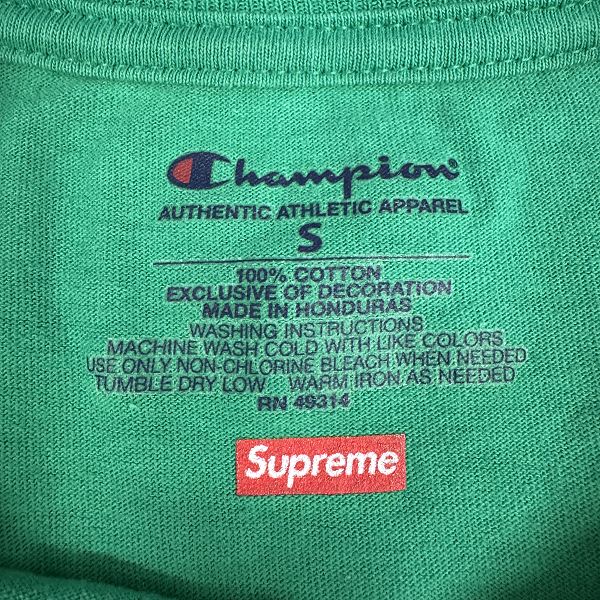 Champion
AUTHENTIC ATHLETIC APPAREL
S
100% COTTON
EXCLUSIVE OF DECORATION
MADE IN HONDURAS
WASHING INSTRUCTIONS
MACHINE WASH COLD WITH LIKE COLORS
USE ONLY NON-CHLORINE BLEACH WHEN NEEDED
TUMBLE DRY LOW WARM IRON AS NEEDED
RN 49314
Supreme